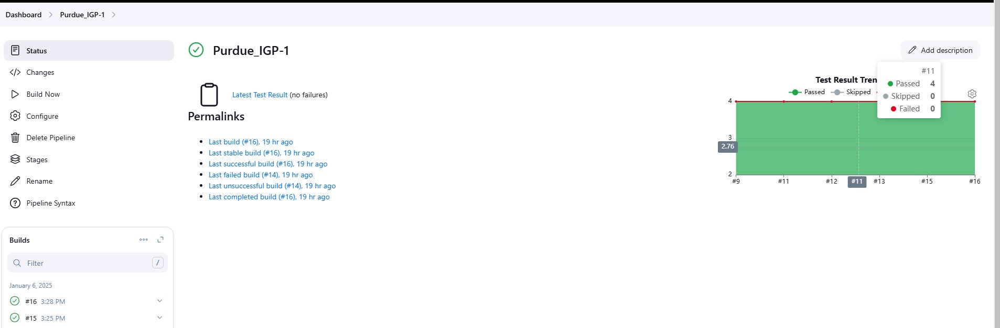 Dashboard > Purdue_IGP-1 >
Status
Changes
Build Now
Configure
Delete Pipeline
Stages
Rename
Pipeline Syntax
Builds
Filter /
January 6, 2025
#16 3:28 PM
#15 3:25 PM
Purdue_IGP-1
Add description
Latest Test Result (no failures)
Permalinks
Last build (#16), 19 hr ago
Last stable build (#16), 19 hr ago
Last successful build (#16), 19 hr ago
Last failed build (#14), 19 hr ago
Last unsuccessful build (#14), 19 hr ago
Last completed build (#16), 19 hr ago
Test Result Tren
Passed Skipped
#11
Passed 4
Skipped 0
Failed 0
4
3
2.76
2
#9 #11 #12 #11 #13 #15 #16